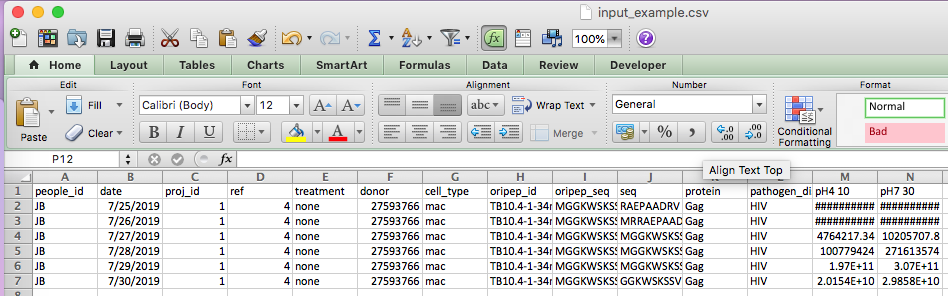 input_example.csv
100%
Home Layout Tables Charts SmartArt Formulas Data Review Developer
Edit Font Alignment Number Format
Paste Fill Clear
Calibri (Body) 12 A A
B I U A
abc Wrap Text
Merge
General
% , .0 .00 .00 .0
Conditional Formatting
Normal
Bad
P12 fx
Align Text Top
A B C D E F G H I J K L M N
1 people_id date proj_id ref treatment donor cell_type oripep_id oripep_seq seq protein pathogen_di pH4 10 pH7 30
2 JB 7/25/2019 1 4 none 27593766 mac TB10.4-1-34r MGGKWSKSS RAEPAADRV Gag HIV ########## ##########
3 JB 7/26/2019 1 4 none 27593766 mac TB10.4-1-34r MGGKWSKSS MRRAEPAAD Gag HIV ########## ##########
4 JB 7/27/2019 1 4 none 27593766 mac TB10.4-1-34r MGGKWSKSS MGGKWSKSS Gag HIV 4764217.34 10205707.8
5 JB 7/28/2019 1 4 none 27593766 mac TB10.4-1-34r MGGKWSKSS MGGKWSKSS Gag HIV 100779424 271613574
6 JB 7/29/2019 1 4 none 27593766 mac TB10.4-1-34r MGGKWSKSS MGGKWSKSS Gag HIV 1.97E+11 3.07E+11
7 JB 7/30/2019 1 4 none 27593766 mac TB10.4-1-34r MGGKWSKSS GGKWSKSSV Gag HIV 2.0154E+10 2.9858E+10